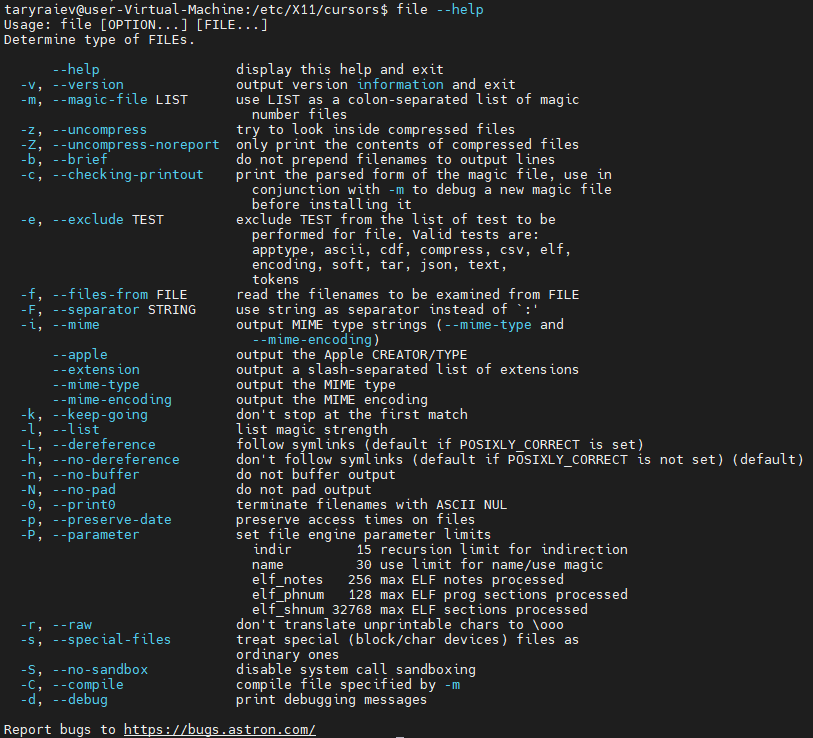 taryraiev@user-Virtual-Machine:/etc/X11/cursors$ file --help
Usage: file [OPTION...] [FILE...]
Determine type of FILEs.

      --help                 display this help and exit
  -v, --version              output version information and exit
  -m, --magic-file LIST      use LIST as a colon-separated list of magic
                               number files
  -z, --uncompress           try to look inside compressed files
  -Z, --uncompress-noreport  only print the contents of compressed files
  -b, --brief                do not prepend filenames to output lines
  -c, --checking-printout    print the parsed form of the magic file, use in
                               conjunction with -m to debug a new magic file
                               before installing it
  -e, --exclude TEST         exclude TEST from the list of test to be
                               performed for file. Valid tests are:
                               apptype, ascii, cdf, compress, csv, elf,
                               encoding, soft, tar, json, text,
                               tokens
  -f, --files-from FILE      read the filenames to be examined from FILE
  -F, --separator STRING     use string as separator instead of `:'
  -i, --mime                 output MIME type strings (--mime-type and
                               --mime-encoding)
      --apple                output the Apple CREATOR/TYPE
      --extension            output a slash-separated list of extensions
      --mime-type            output the MIME type
      --mime-encoding        output the MIME encoding
  -k, --keep-going           don't stop at the first match
  -l, --list                 list magic strength
  -L, --dereference          follow symlinks (default if POSIXLY_CORRECT is set)
  -h, --no-dereference       don't follow symlinks (default if POSIXLY_CORRECT is not set) (default)
  -n, --no-buffer            do not buffer output
  -N, --no-pad               do not pad output
  -0, --print0               terminate filenames with ASCII NUL
  -p, --preserve-date        preserve access times on files
  -P, --parameter            set file engine parameter limits
                               indir        15 recursion limit for indirection
                               name         30 use limit for name/use magic
                               elf_notes   256 max ELF notes processed
                               elf_phnum   128 max ELF prog sections processed
                               elf_shnum 32768 max ELF sections processed
  -r, --raw                  don't translate unprintable chars to \ooo
  -s, --special-files        treat special (block/char devices) files as
                             ordinary ones
  -S, --no-sandbox           disable system call sandboxing
  -C, --compile              compile file specified by -m
  -d, --debug                print debugging messages

Report bugs to https://bugs.astron.com/